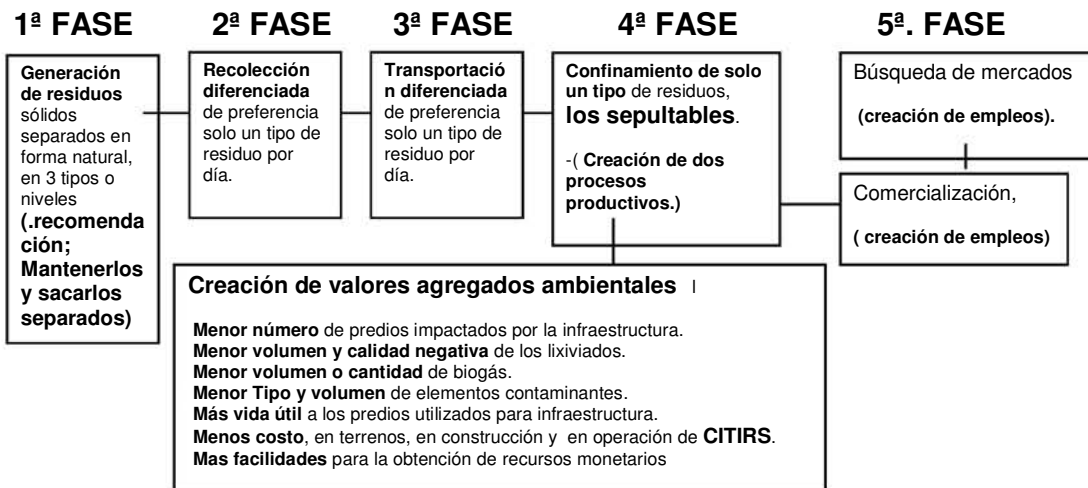 1ª FASE
2ª FASE
3ª FASE
4ª FASE
5ª. FASE
Generación
de residuos
sólidos
separados en
forma natural,
en 3 tipos o
niveles
(.recomenda
ción;
Mantenerlos
y sacarlos
separados)
Recolección
diferenciada
de preferencia
solo un tipo de
residuo por
día.
Transportació
n diferenciada
de preferencia
solo un tipo de
residuo por
día.
Confinamiento de solo
un tipo de residuos,
los sepultables.
-( Creación de dos
procesos
productivos.)
Búsqueda de mercados
(creación de empleos).
Comercialización,
( creación de empleos)
Creación de valores agregados ambientales l
Menor número de predios impactados por la infraestructura.
Menor volumen y calidad negativa de los lixiviados.
Menor volumen o cantidad de biogás.
Menor Tipo y volumen de elementos contaminantes.
Más vida útil a los predios utilizados para infraestructura.
Menos costo, en terrenos, en construcción y en operación de CITIRS.
Mas facilidades para la obtención de recursos monetarios